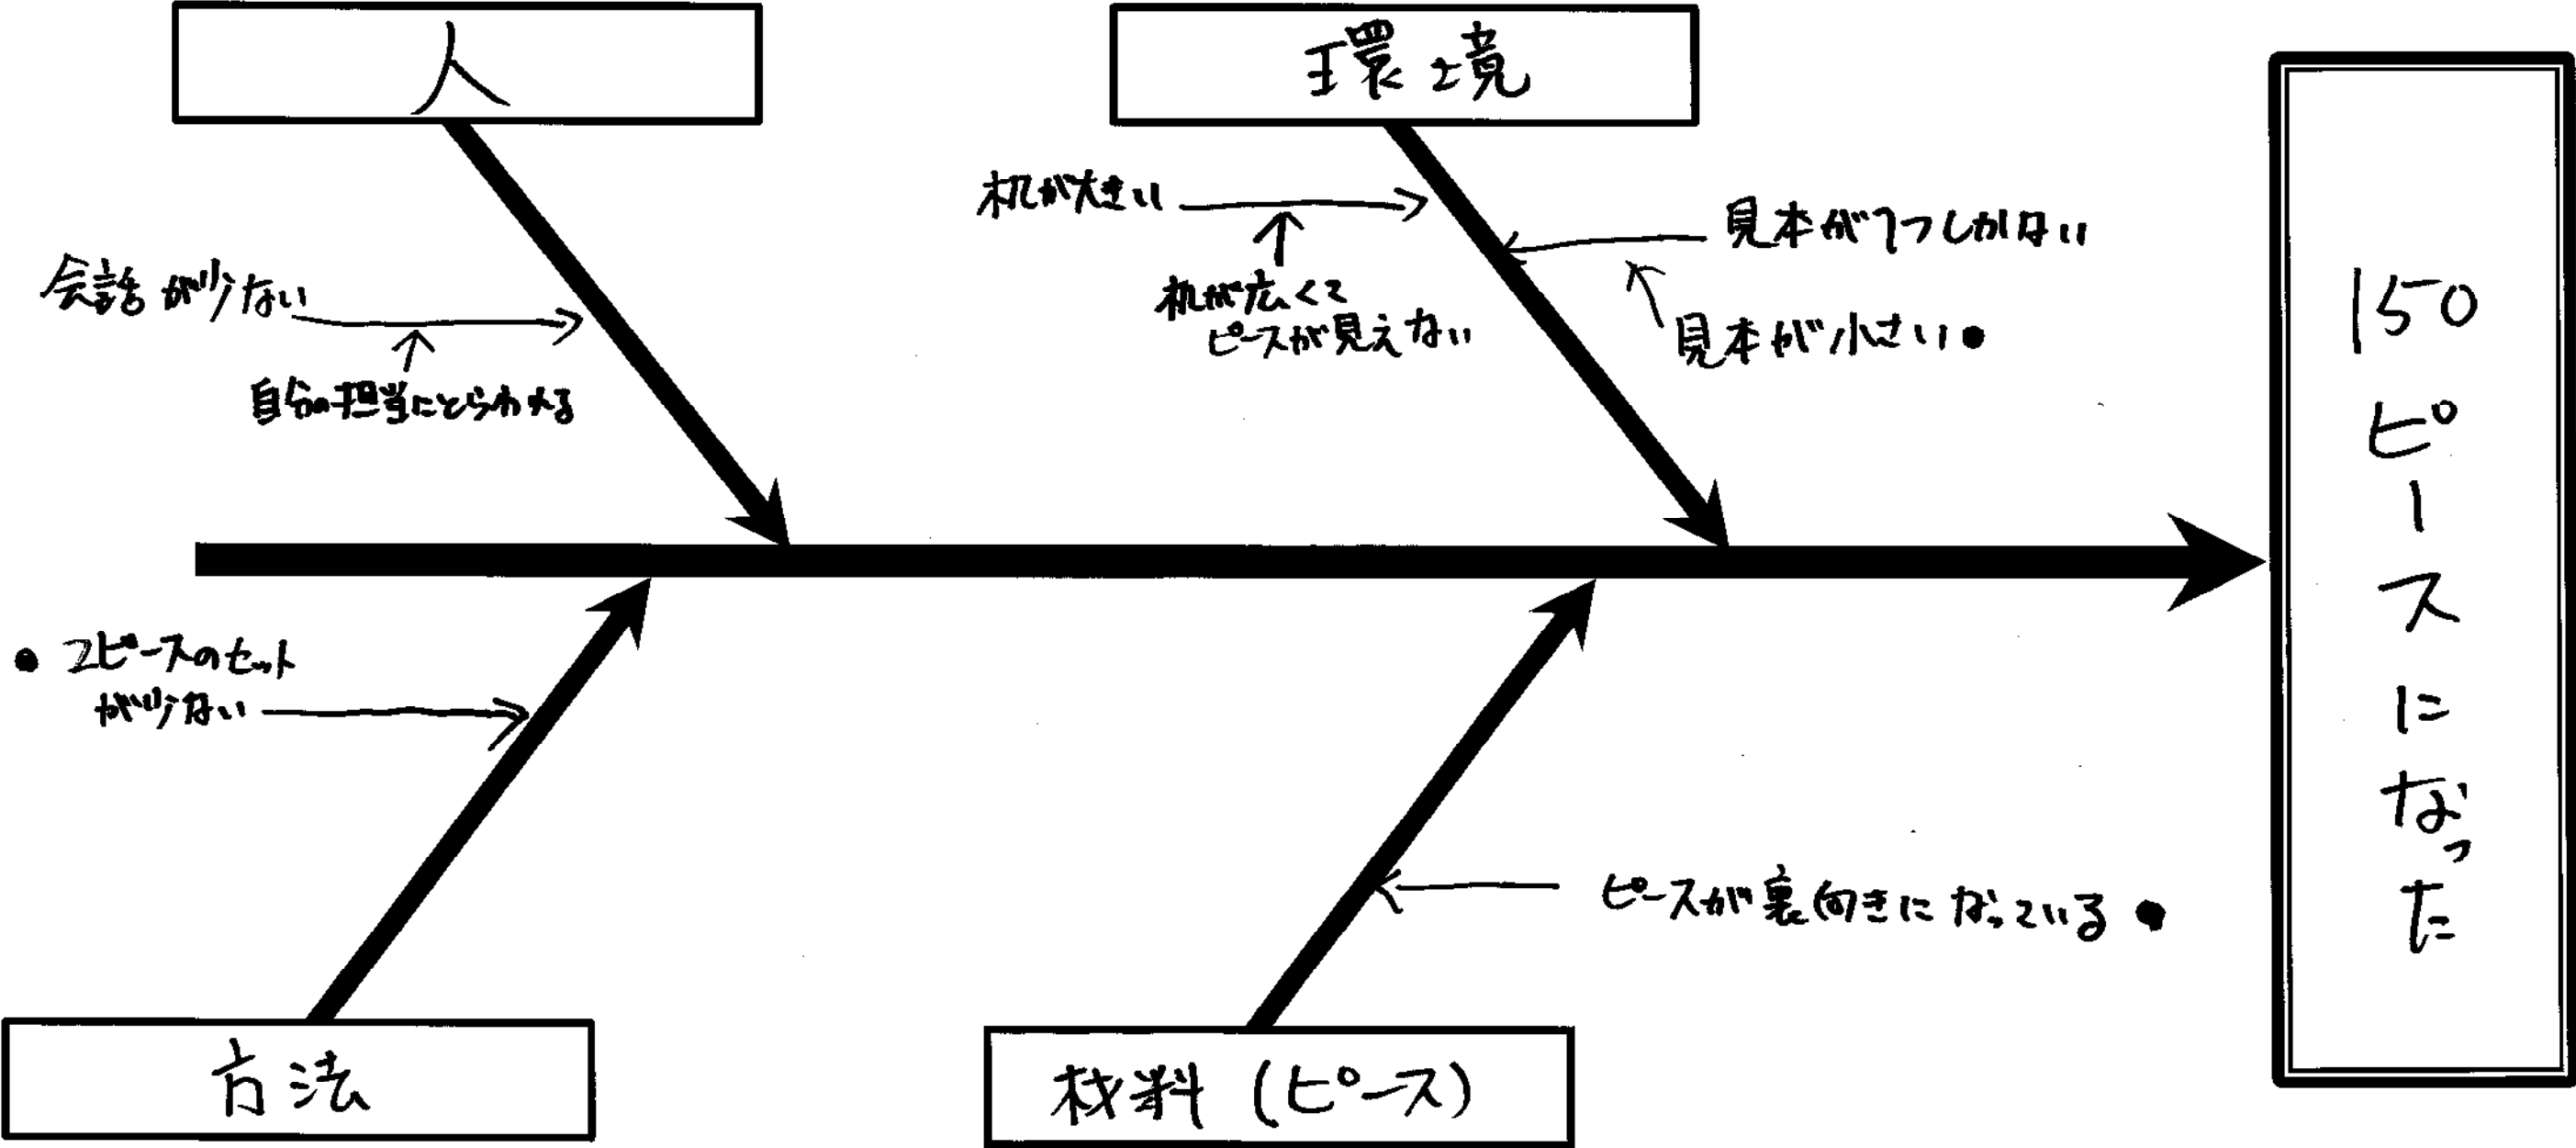 人
環境
机が大きい
見本が1つしかない
会話が少ない
机が広くて
ピースが見えない
見本が小さい●
自分の担当にとらわれる
150ピースになった
● 2ピースのセット
が少ない
ピースが裏向きになっている ●
方法
材料(ピース)